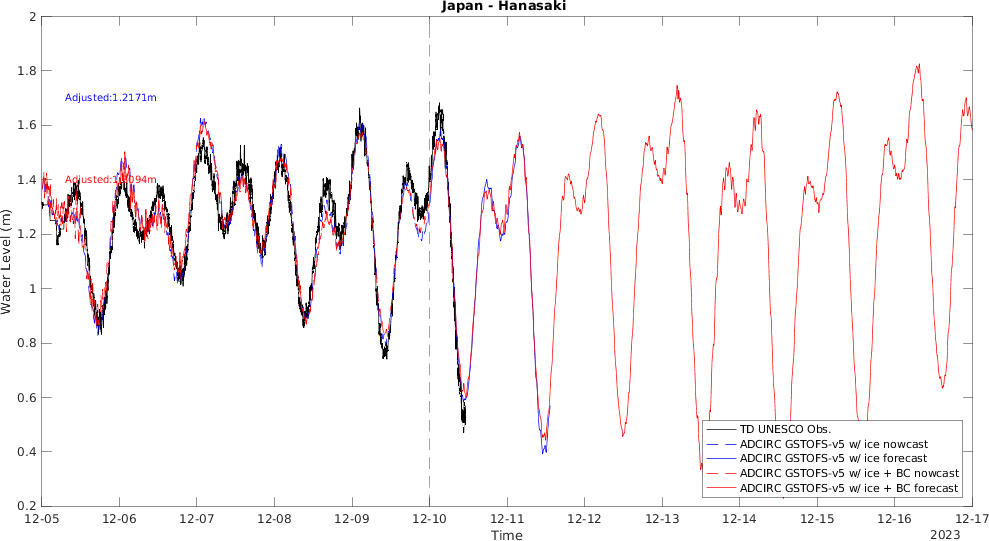 Japan - Hanasaki
Water Level (m)
2
1.8
1.6
1.4
1.2
1
0.8
0.6
0.4
0.2
Adjusted:1.2171m
TD UNESCO Obs.
ADCIRC GSTOFS-v5 w/ ice nowcast
ADCIRC GSTOFS-v5 w/ ice forecast
ADCIRC GSTOFS-v5 w/ ice + BC nowcast
ADCIRC GSTOFS-v5 w/ ice + BC forecast
12-05 12-06 12-07 12-08 12-09 12-10 12-11 12-12 12-13 12-14 12-15 12-16 12-17
Time
2023